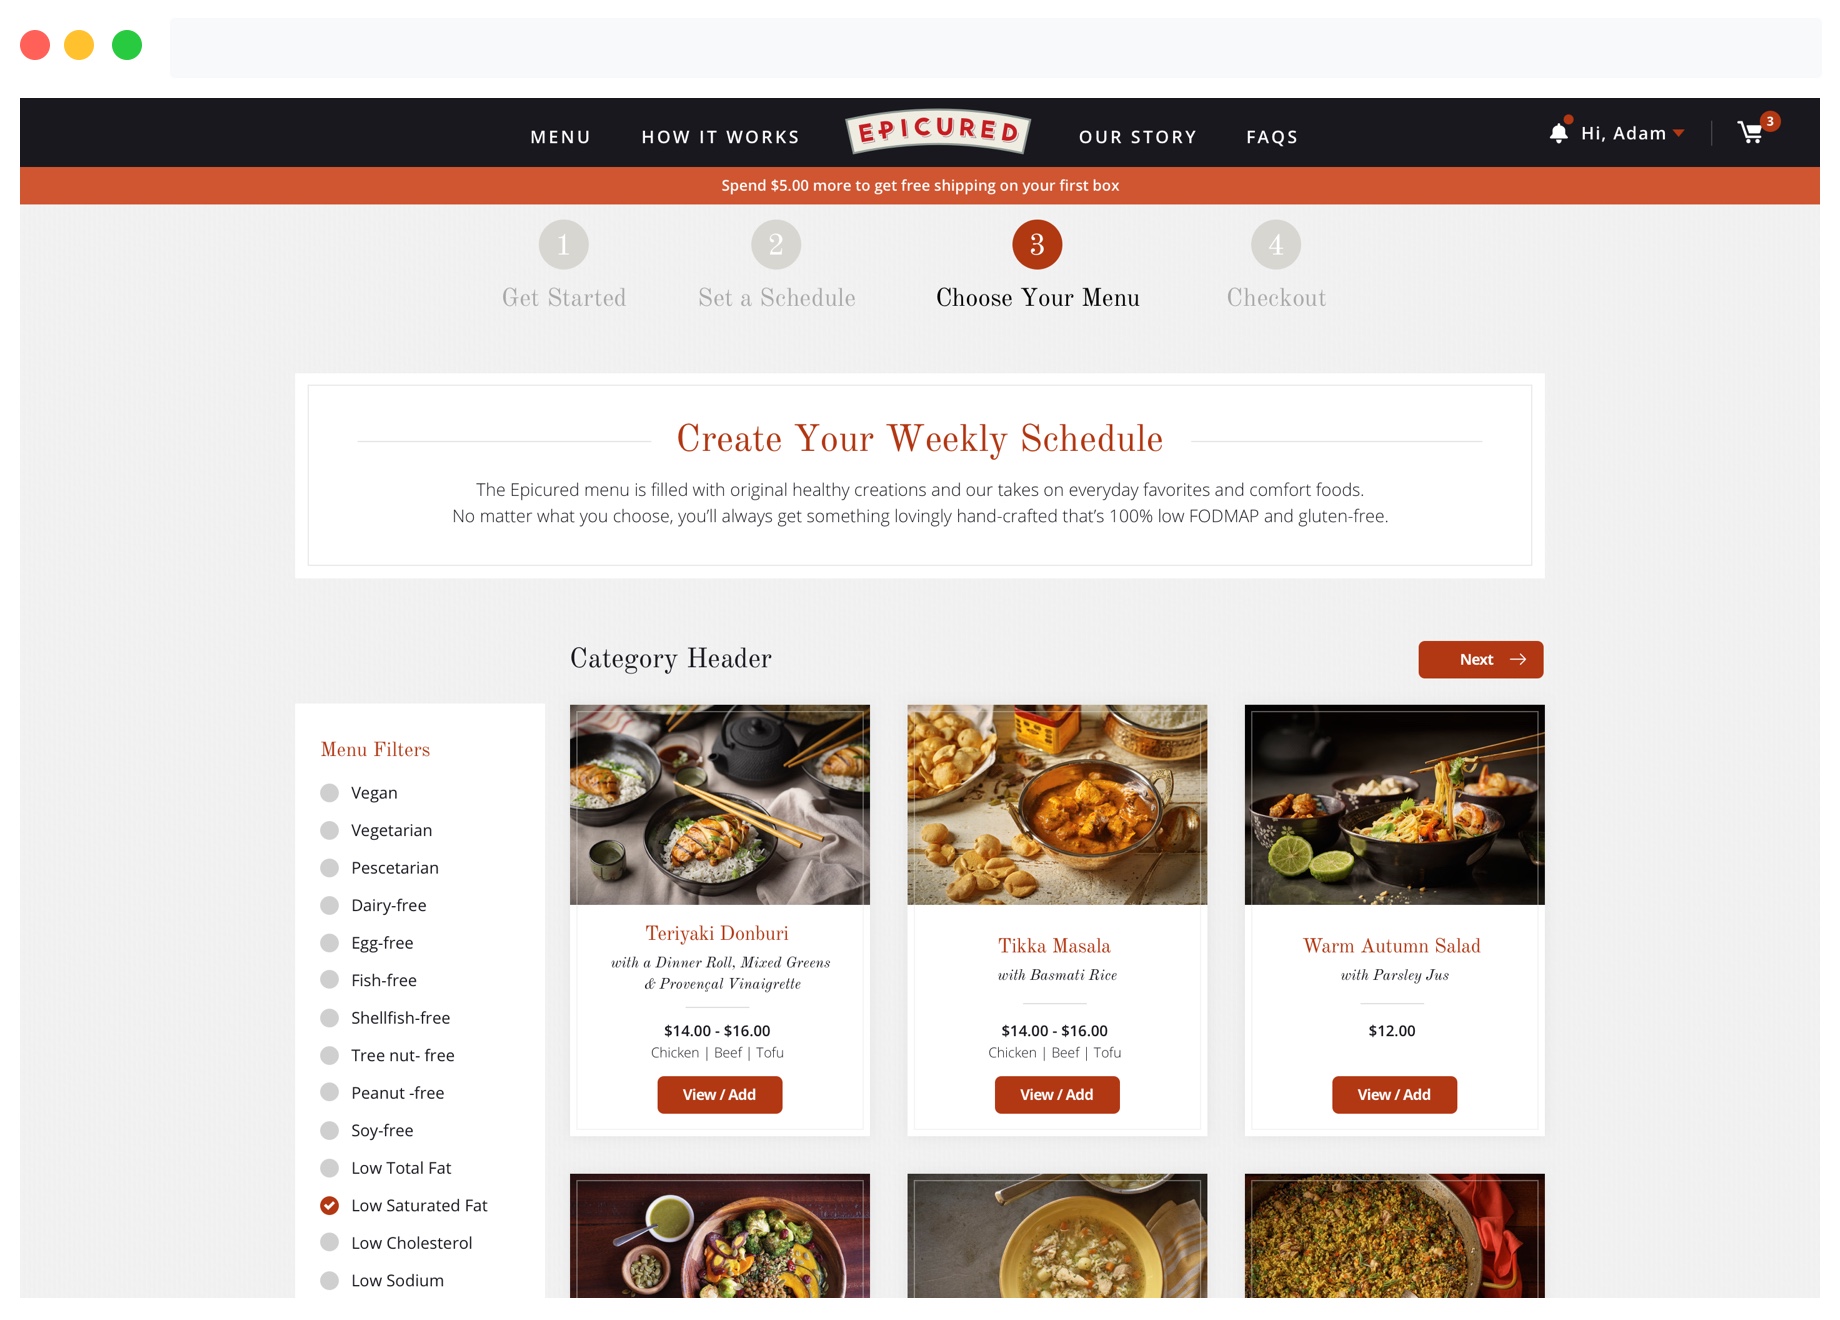 MENU
HOW IT WORKS
EPICURED
OUR STORY
FAQS
Hi, Adam
3
Spend $5.00 more to get free shipping on your first box
1
2
3
4
Get Started
Set a Schedule
Choose Your Menu
Checkout
Create Your Weekly Schedule
The Epicured menu is filled with original healthy creations and our takes on everyday favorites and comfort foods.
No matter what you choose, you’ll always get something lovingly hand-crafted that’s 100% low FODMAP and gluten-free.
Category Header
Next
Menu Filters
Vegan
Vegetarian
Pescetarian
Dairy-free
Egg-free
Fish-free
Shellfish-free
Tree nut- free
Peanut -free
Soy-free
Low Total Fat
Low Saturated Fat
Low Cholesterol
Low Sodium
Teriyaki Donburi
with a Dinner Roll, Mixed Greens
& Provençal Vinaigrette
$14.00 - $16.00
Chicken | Beef | Tofu
View / Add
Tikka Masala
with Basmati Rice
$14.00 - $16.00
Chicken | Beef | Tofu
View / Add
Warm Autumn Salad
with Parsley Jus
$12.00
View / Add